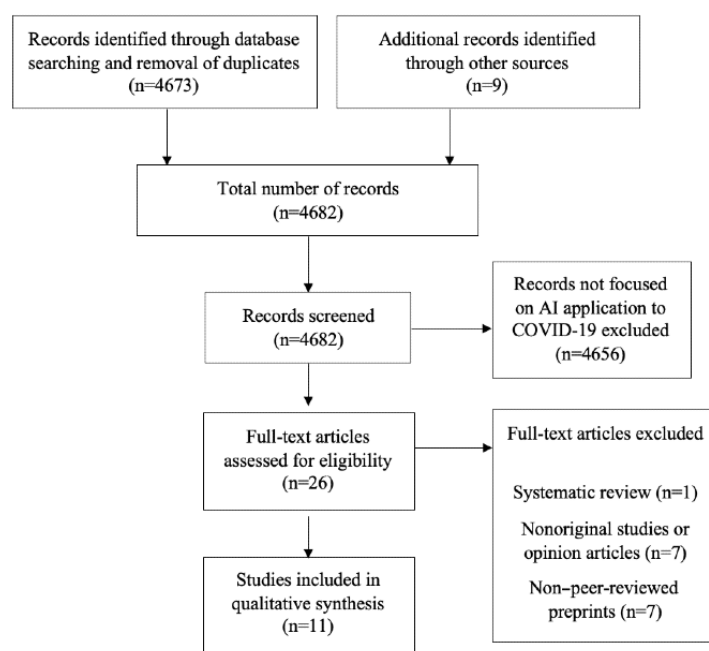 Records identified through database
searching and removal of duplicates
(n=4673)
Additional records identified
through other sources
(n=9)
Total number of records
(n=4682)
Records screened
(n=4682)
Records not focused
on AI application to
COVID-19 excluded
(n=4656)
Full-text articles
assessed for eligibility
(n=26)
Full-text articles excluded
Systematic review (n=1)
Nonoriginal studies or
opinion articles (n=7)
Non–peer-reviewed
preprints (n=7)
Studies included in
qualitative synthesis
(n=11)